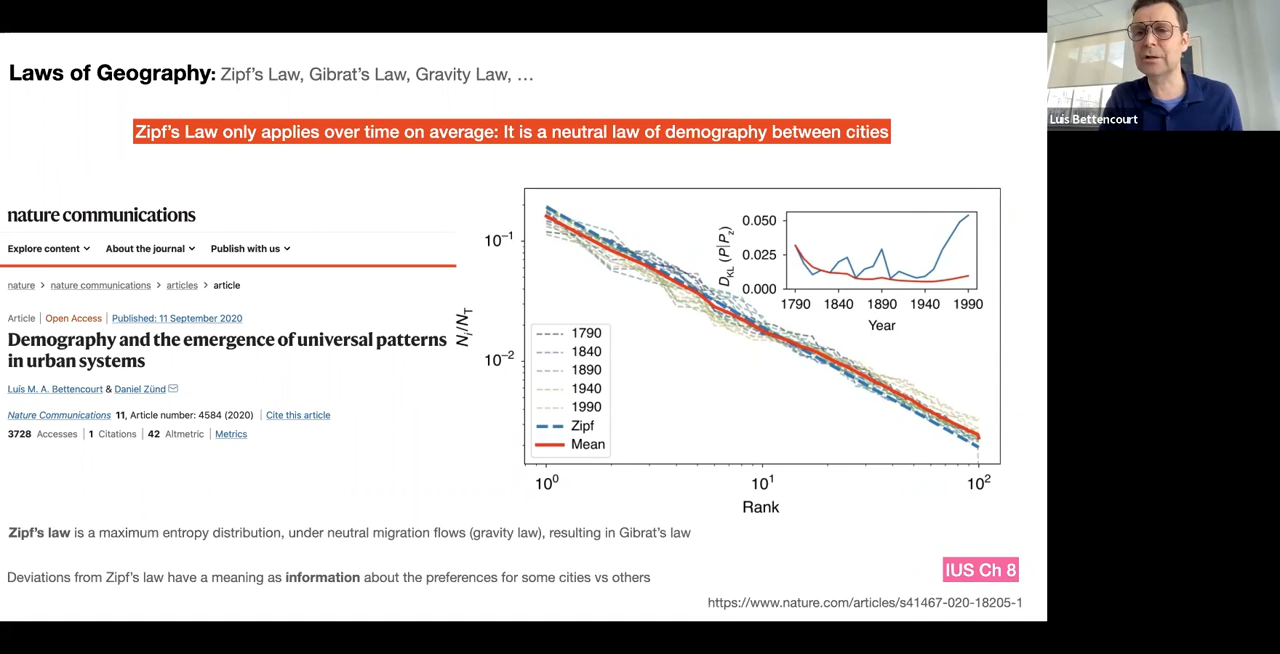 Laws of Geography: Zipf's Law, Gibrat's Law, Gravity Law, …
Luis Bettencourt
Zipf's Law only applies over time on average: It is a neutral law of demography between cities
nature communications
Explore content
About the journal
Publish with us
nature > nature communications > articles > article
Article | Open Access | Published: 11 September 2020
Demography and the emergence of universal patterns
in urban systems
Luís M. A. Bettencourt & Daniel Zünd
Nature Communications 11, Article number: 4584 (2020) | Cite this article
3728 Accesses | 1 Citations | 42 Altmetric | Metrics
Nᵢ/N_T
10⁻¹
10⁻²
1790
1840
1890
1940
1990
Zipf
Mean
10⁰ 10¹ 10²
Rank
D_KL (P|P_z)
0.050
0.025
0.000
1790 1840 1890 1940 1990
Year
Zipf's law is a maximum entropy distribution, under neutral migration flows (gravity law), resulting in Gibrat's law
Deviations from Zipf's law have a meaning as information about the preferences for some cities vs others
IUS Ch 8
https://www.nature.com/articles/s41467-020-18205-1